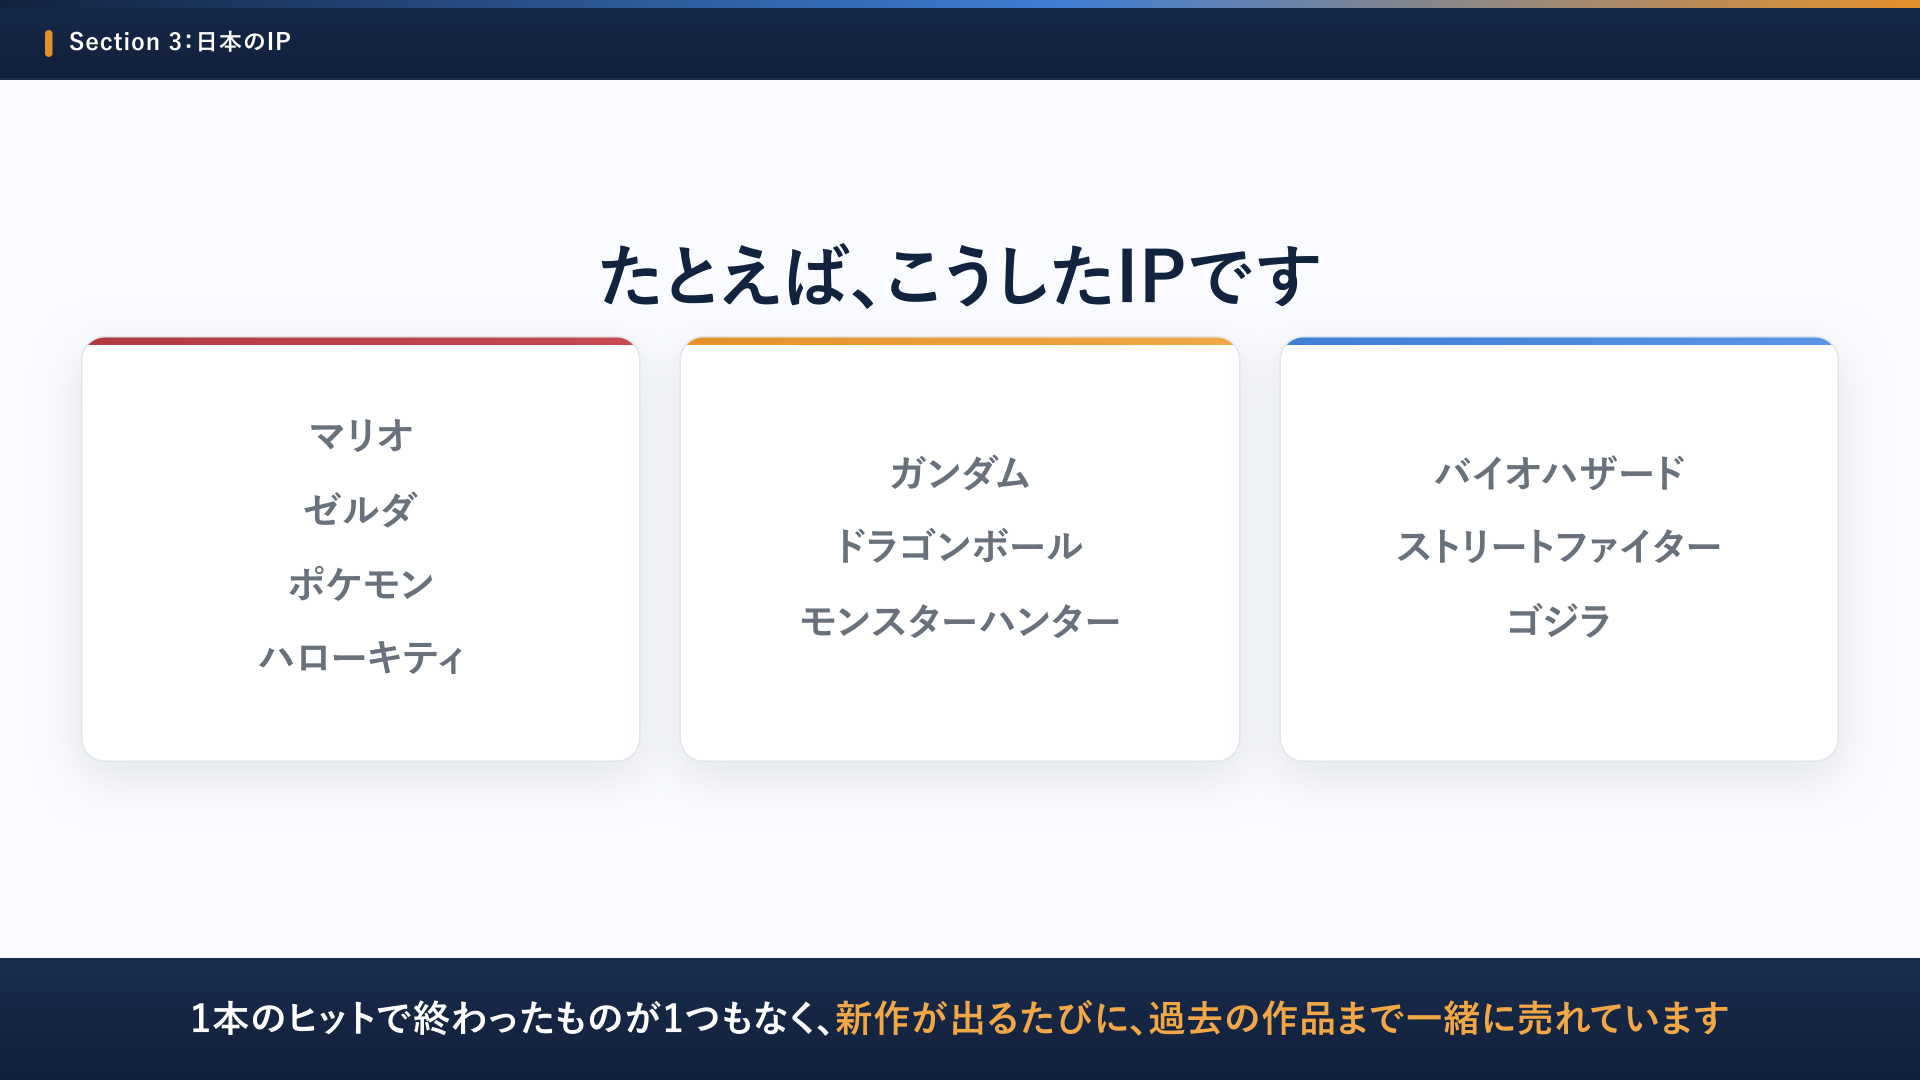 Section 3：日本のIP
たとえば、こうしたIPです
マリオ
ゼルダ
ポケモン
ハローキティ
ガンダム
ドラゴンボール
モンスターハンター
バイオハザード
ストリートファイター
ゴジラ
1本のヒットで終わったものが1つもなく、新作が出るたびに、過去の作品まで一緒に売れています